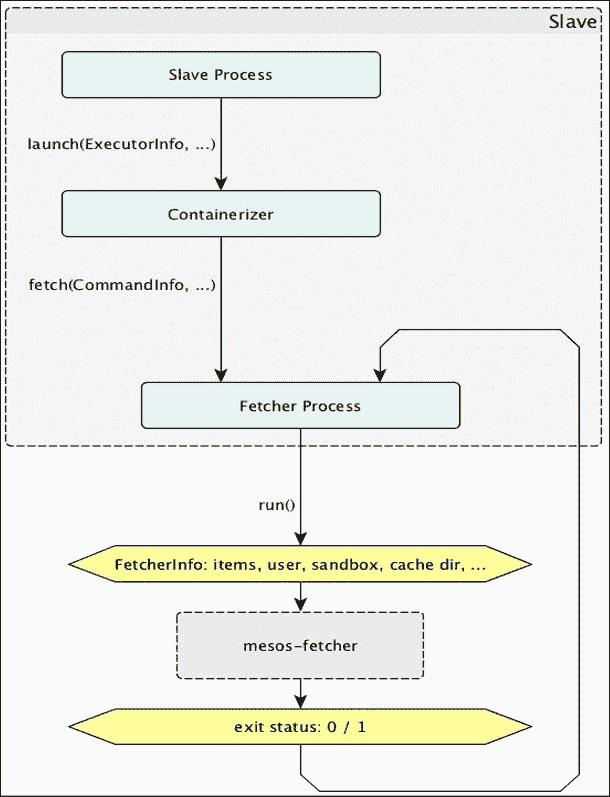 Slave
Slave Process
launch(ExecutorInfo, ...)
Containerizer
fetch(CommandInfo, ...)
Fetcher Process
run()
FetcherInfo: items, user, sandbox, cache dir, ...
mesos-fetcher
exit status: 0 / 1